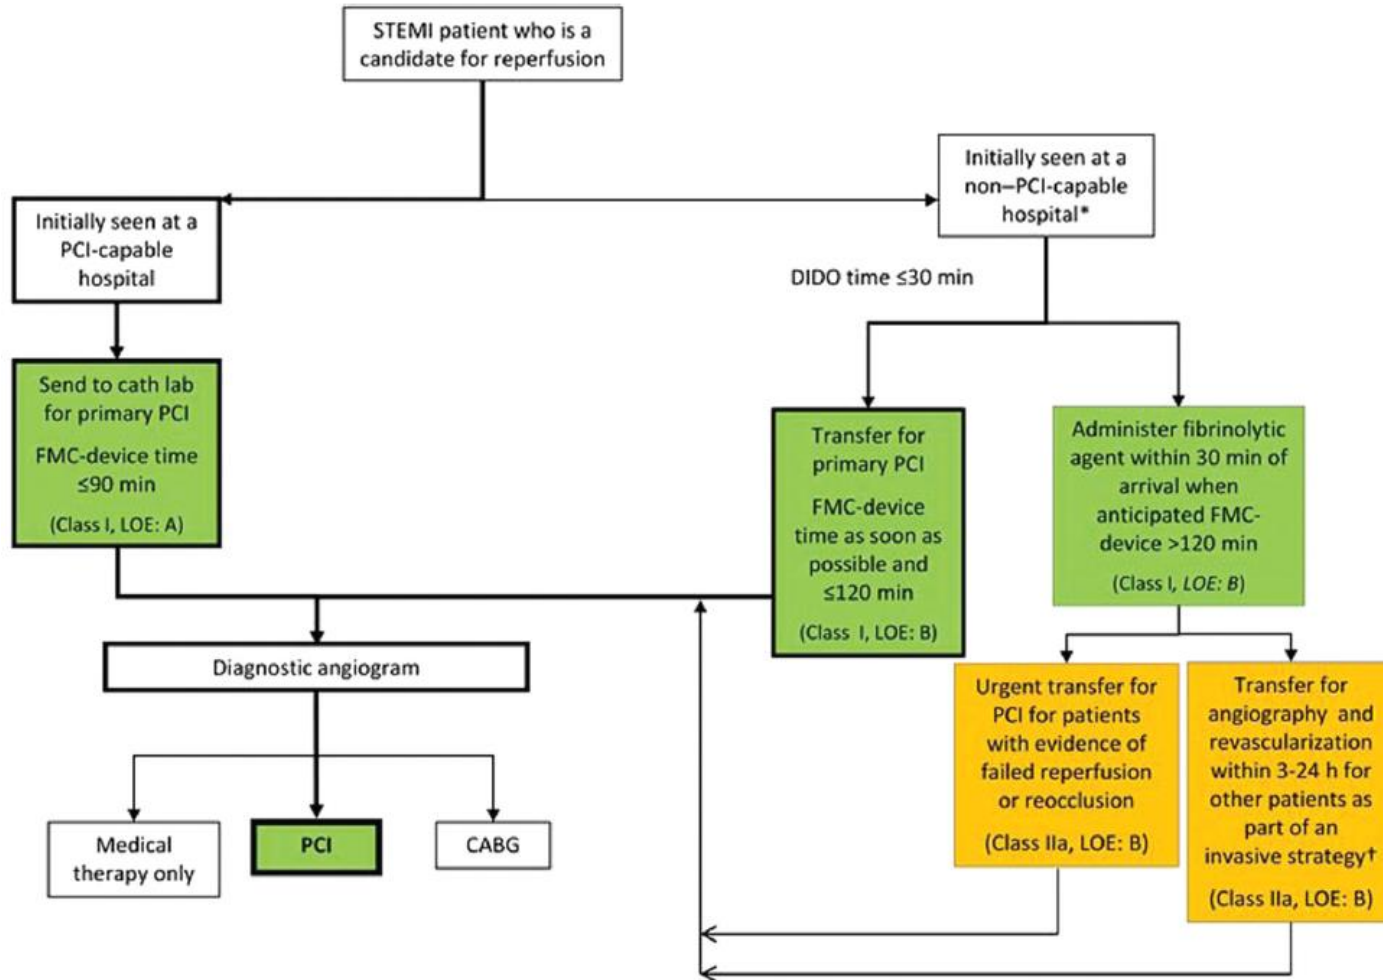 STEMI patient who is a
candidate for reperfusion
Initially seen at a
non–PCI-capable
hospital*
Initially seen at a
PCI-capable
hospital
DIDO time ≤30 min
Send to cath lab
for primary PCI
FMC-device time
≤90 min
(Class I, LOE: A)
Transfer for
primary PCI
FMC-device
time as soon as
possible and
≤120 min
(Class I, LOE: B)
Administer fibrinolytic
agent within 30 min of
arrival when
anticipated FMC-
device >120 min
(Class I, LOE: B)
Diagnostic angiogram
Urgent transfer for
PCI for patients
with evidence of
failed reperfusion
or reocclusion
(Class IIa, LOE: B)
Transfer for
angiography and
revascularization
within 3-24 h for
other patients as
part of an
invasive strategy†
(Class IIa, LOE: B)
Medical
therapy only
PCI
CABG